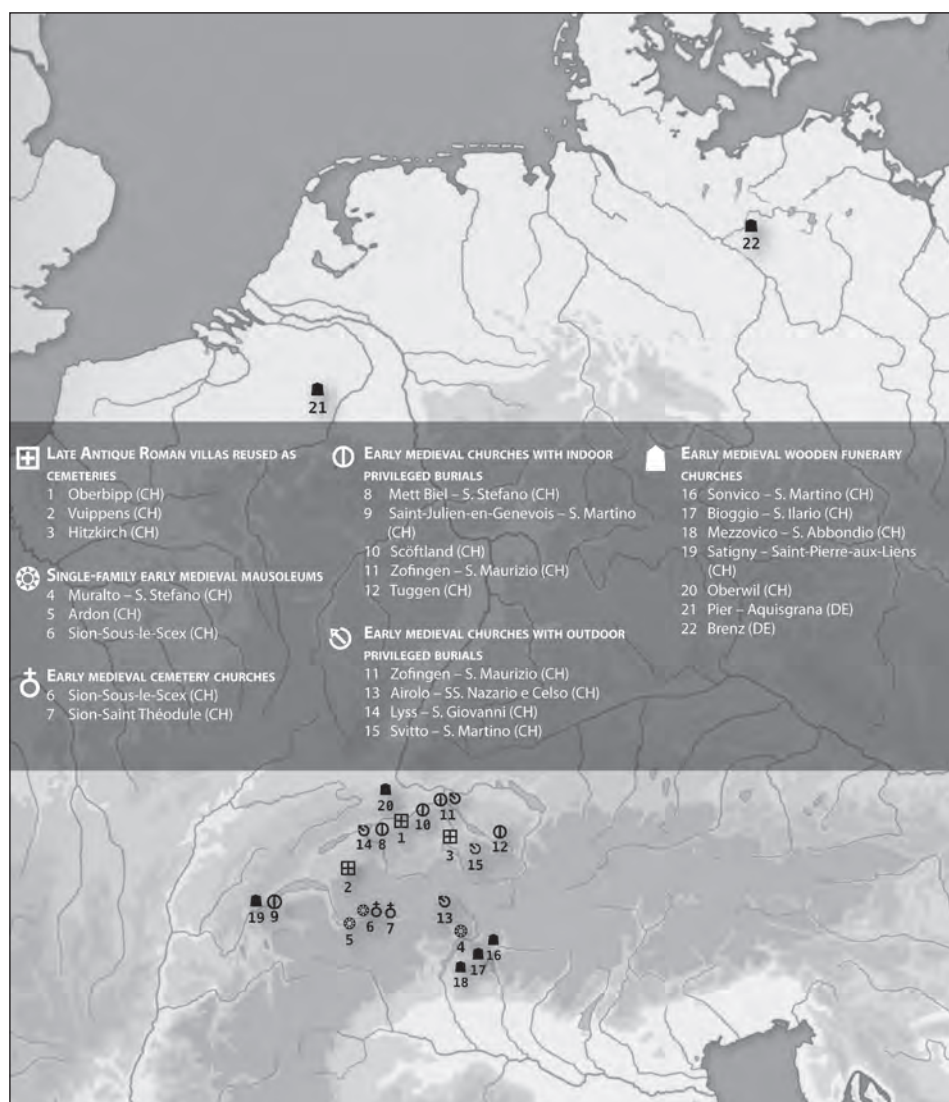 22
21
LATE ANTIQUE ROMAN VILLAS REUSED AS
CEMETERIES
1 Oberbipp (CH)
2 Vuippens (CH)
3 Hitzkirch (CH)
SINGLE-FAMILY EARLY MEDIEVAL MAUSOLEUMS
4 Muralto – S. Stefano (CH)
5 Ardon (CH)
6 Sion-Sous-le-Scex (CH)
EARLY MEDIEVAL CEMETERY CHURCHES
6 Sion-Sous-le-Scex (CH)
7 Sion-Saint Théodule (CH)
EARLY MEDIEVAL CHURCHES WITH INDOOR
PRIVILEGED BURIALS
8 Mett Biel – S. Stefano (CH)
9 Saint-Julien-en-Genevois – S. Martino
(CH)
10 Scöftland (CH)
11 Zofingen – S. Maurizio (CH)
12 Tuggen (CH)
EARLY MEDIEVAL CHURCHES WITH OUTDOOR
PRIVILEGED BURIALS
11 Zofingen – S. Maurizio (CH)
13 Airolo – SS. Nazario e Celso (CH)
14 Lyss – S. Giovanni (CH)
15 Svitto – S. Martino (CH)
EARLY MEDIEVAL WOODEN FUNERARY
CHURCHES
16 Sonvico – S. Martino (CH)
17 Bioggio – S. Ilario (CH)
18 Mezzovico – S. Abbondio (CH)
19 Satigny – Saint-Pierre-aux-Liens
(CH)
20 Oberwil (CH)
21 Pier – Aquisgrana (DE)
22 Brenz (DE)
20
11
10
1
14 8
12
3
15
2
19 9
13
6 7
5
4
16
17
18